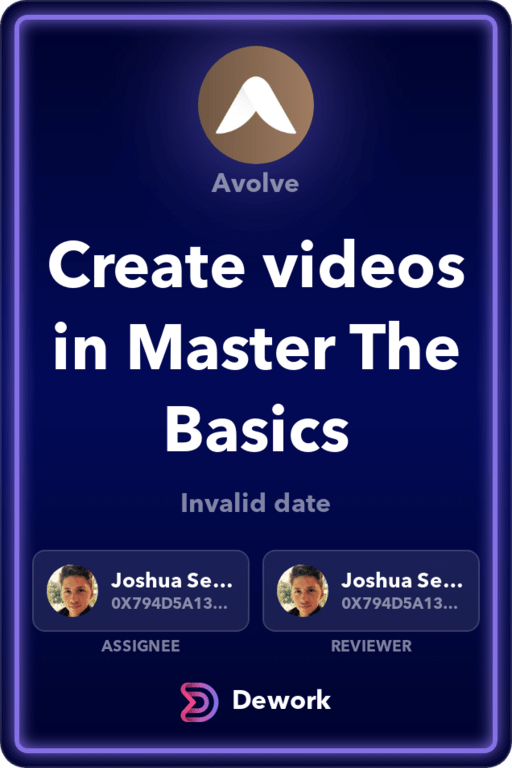 Avolve
Create videos
in Master The
Basics
Invalid date
Joshua Se...
0X794D5A13...
ASSIGNEE
Joshua Se...
0X794D5A13...
REVIEWER
Dework